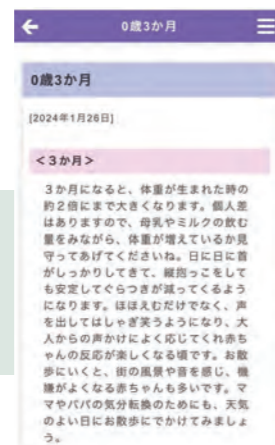 0歳3か月
0歳3か月
[2024年1月26日]
<3か月>
3か月になると、体重が生まれた時の
約2倍にまで大きくなります。個人差
はありますので、母乳やミルクの飲む
量をみながら、体重が増えているか見
守ってあげてくださいね。日に日に首
がしっかりしてきて、縦抱っこをして
も安定してぐらつきが減ってくるよう
になります。ほほえむだけでなく、声
を出してはしゃぎ笑うようになり、大
人からの声かけによく応じてくれ赤ち
ゃんの反応が楽しくなる頃です。お散
歩にいくと、街の風景や音を感じ、機
嫌がよくなる赤ちゃんも多いです。マ
マやパパの気分転換のためにも、天気
のよい日にお散歩にでかけてみましょ
う。